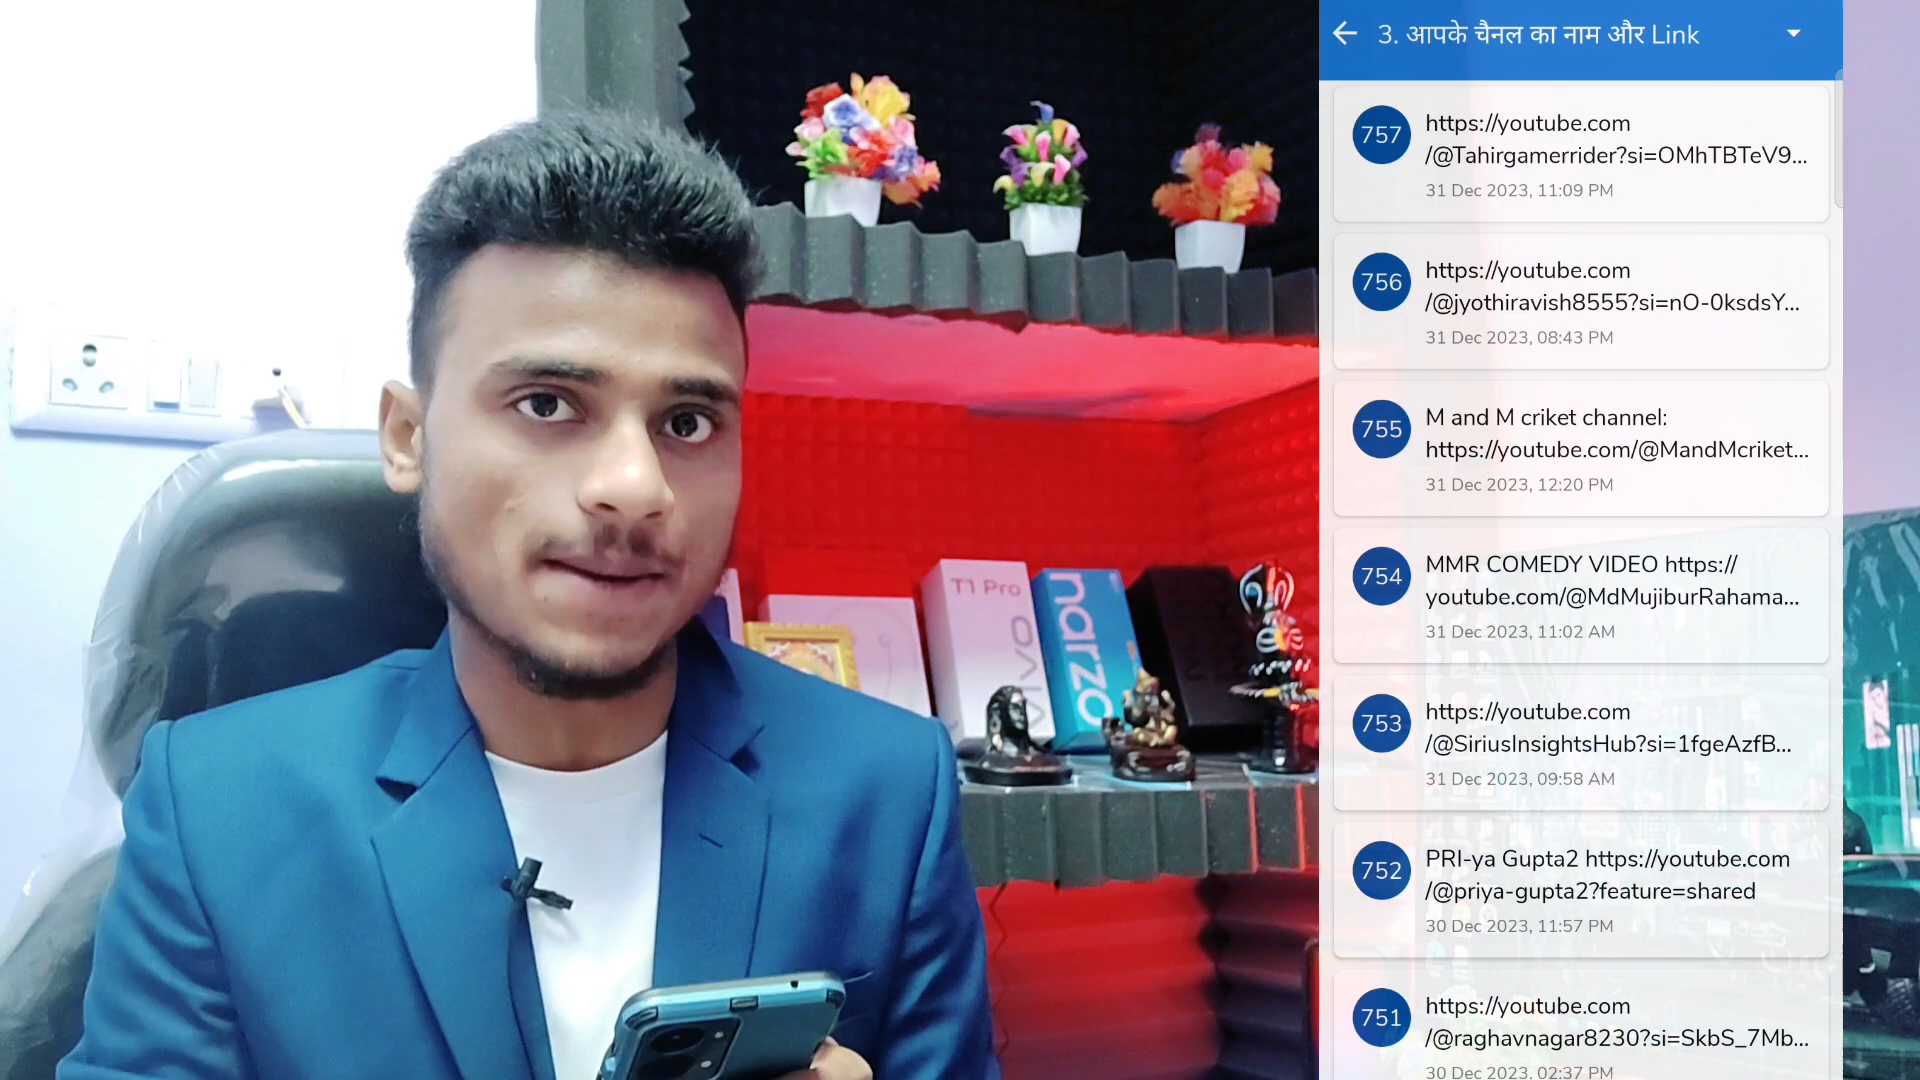 3. आपके चैनल का नाम और Link
757
https://youtube.com
/@Tahirgamerrider?si=OMhTBTeV9...
31 Dec 2023, 11:09 PM
756
https://youtube.com
/@jyothiravish8555?si=nO-0ksdsY...
31 Dec 2023, 08:43 PM
755
M and M criket channel:
https://youtube.com/@MandMcriket...
31 Dec 2023, 12:20 PM
754
MMR COMEDY VIDEO https://
youtube.com/@MdMujiburRahama...
31 Dec 2023, 11:02 AM
753
https://youtube.com
/@SiriusInsightsHub?si=1fgeAzfB...
31 Dec 2023, 09:58 AM
752
PRI-ya Gupta2 https://youtube.com
/@priya-gupta2?feature=shared
30 Dec 2023, 11:57 PM
751
https://youtube.com
/@raghavnagar8230?si=SkbS_7Mb...
30 Dec 2023, 02:37 PM
T1 Pro
vivo
narzo